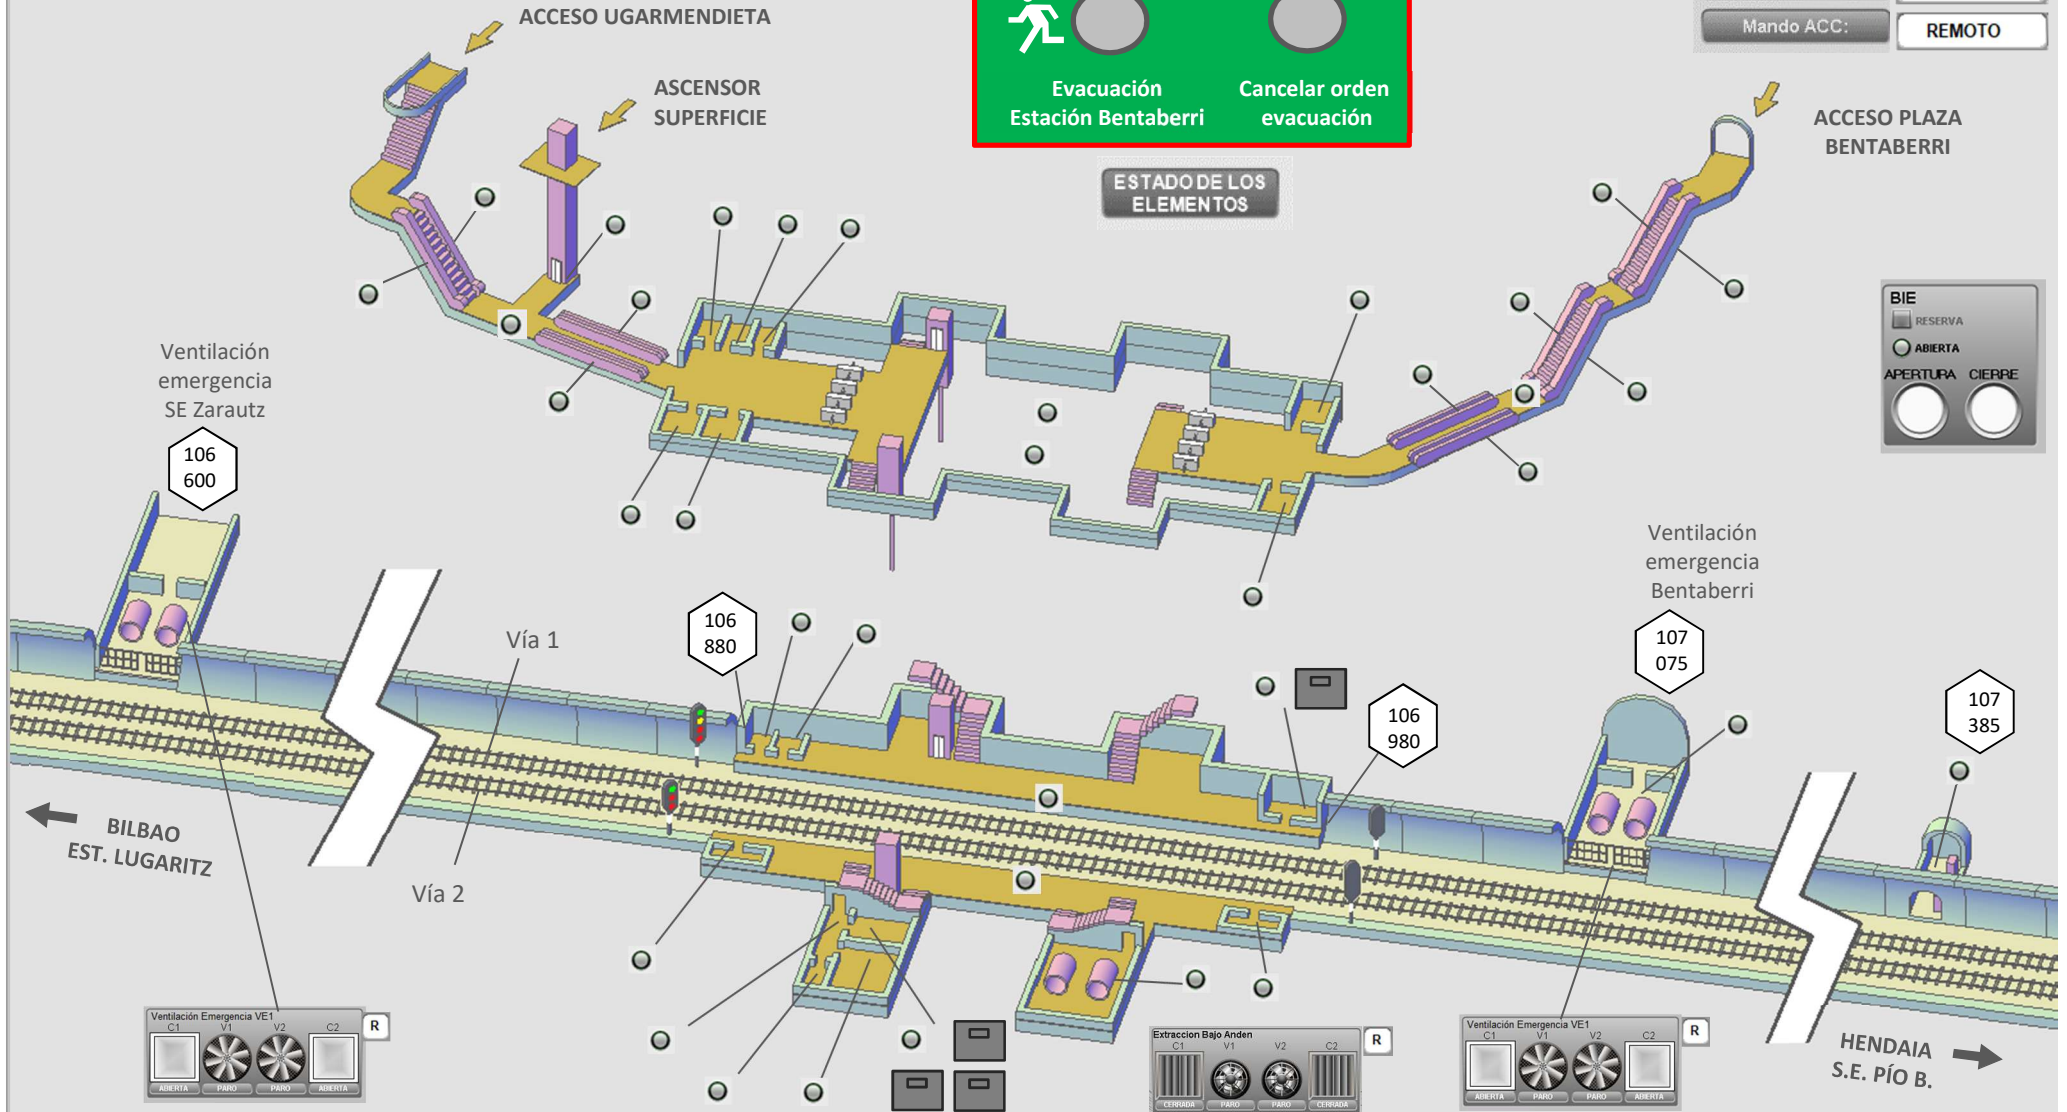 ACCESO UGARMENDIETA
Mando ACC:
REMOTO
ASCENSOR
SUPERFICIE
Evacuación
Estación Bentaberri
Cancelar orden
evacuación
ACCESO PLAZA
BENTABERRI
ESTADO DE LOS
ELEMENTOS
BIE
RESERVA
ABIERTA
APERTURA CIERRE
Ventilación
emergencia
SE Zarautz
106
600
Ventilación
emergencia
Bentaberri
107
075
106
880
Vía 1
106
980
107
385
BILBAO
EST. LUGARITZ
Vía 2
Ventilación Emergencia VE1
C1 V1 V2 C2
ABIERTA PARO PARO ABIERTA
R
Extraccion Bajo Anden
C1 V1 V2 C2
CERRADA PARO PARO CERRADA
R
Ventilación Emergencia VE1
C1 V1 V2 C2
ABIERTA PARO PARO ABIERTA
R
HENDAIA
S.E. PÍO B.